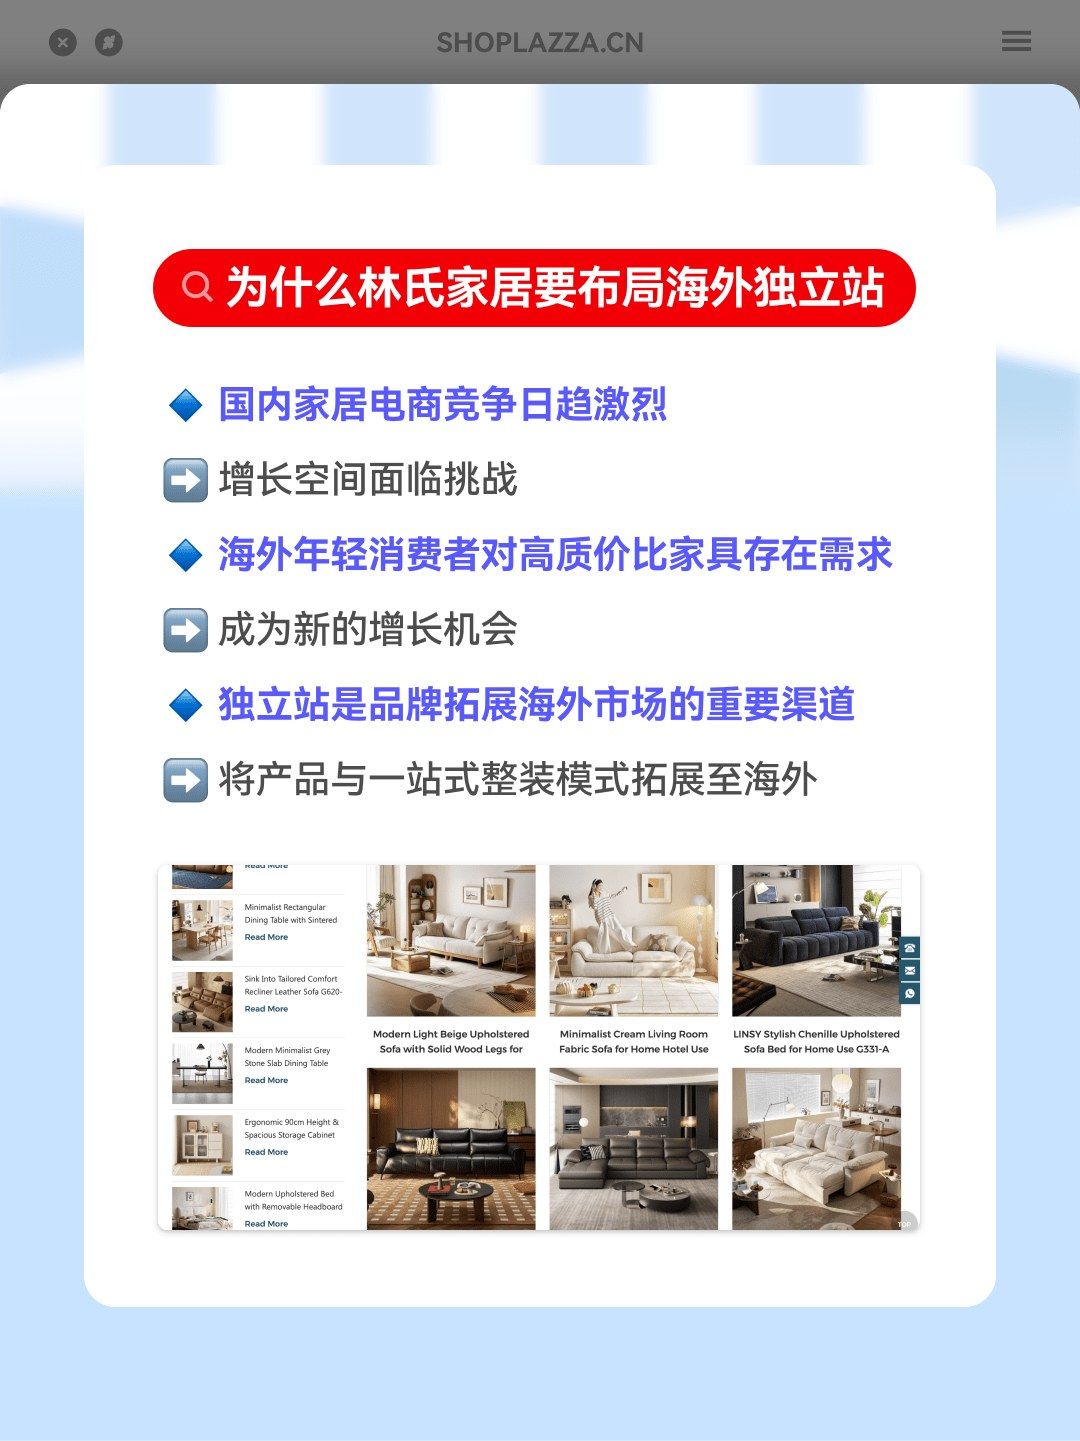 SHOPLAZZA.CN
为什么林氏家居要布局海外独立站
国内家居电商竞争日趋激烈
增长空间面临挑战
海外年轻消费者对高质价比家具存在需求
成为新的增长机会
独立站是品牌拓展海外市场的重要渠道
将产品与一站式整装模式拓展至海外
Read More
Minimalist Rectangular
Dining Table with Sintered
Read More
Sink Into Tailored Comfort
Recliner Leather Sofa G620-
Read More
Modern Minimalist Grey
Stone Slab Dining Table
Read More
Ergonomic 90cm Height &
Spacious Storage Cabinet
Read More
Modern Upholstered Bed
with Removable Headboard
Read More
Modern Light Beige Upholstered
Sofa with Solid Wood Legs for
Minimalist Cream Living Room
Fabric Sofa for Home Hotel Use
LINSY Stylish Chenille Upholstered
Sofa Bed for Home Use G331-A
TOP